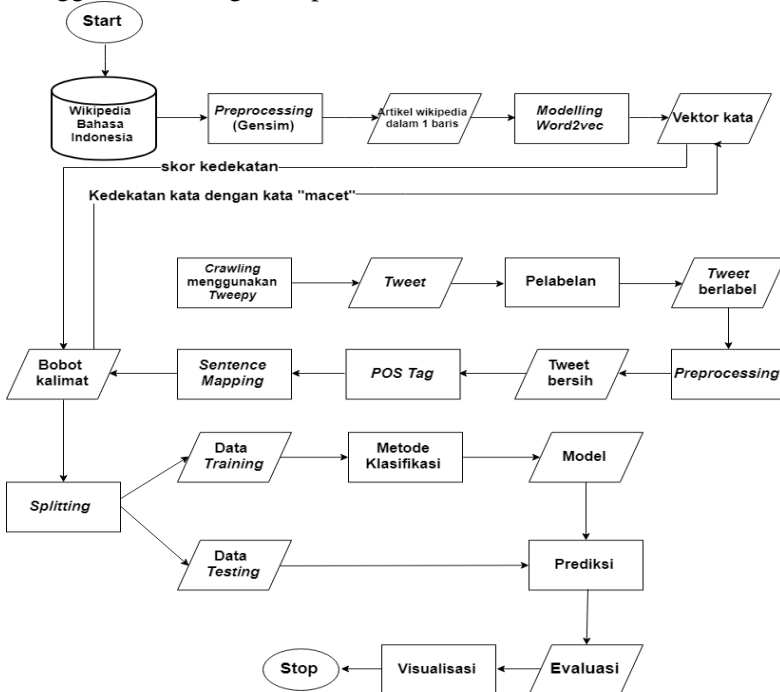 Start
Wikipedia
Bahasa
Indonesia
Preprocessing
(Gensim)
Artikel wikipedia
dalam 1 baris
Modelling
Word2vec
Vektor kata
skor kedekatan
Kedekatan kata dengan kata "macet"
Crawling
menggunakan
Tweepy
Tweet
Pelabelan
Tweet
berlabel
Bobot
kalimat
Sentence
Mapping
POS Tag
Tweet
bersih
Preprocessing
Splitting
Data
Training
Metode
Klasifikasi
Model
Data
Testing
Prediksi
Stop
Visualisasi
Evaluasi